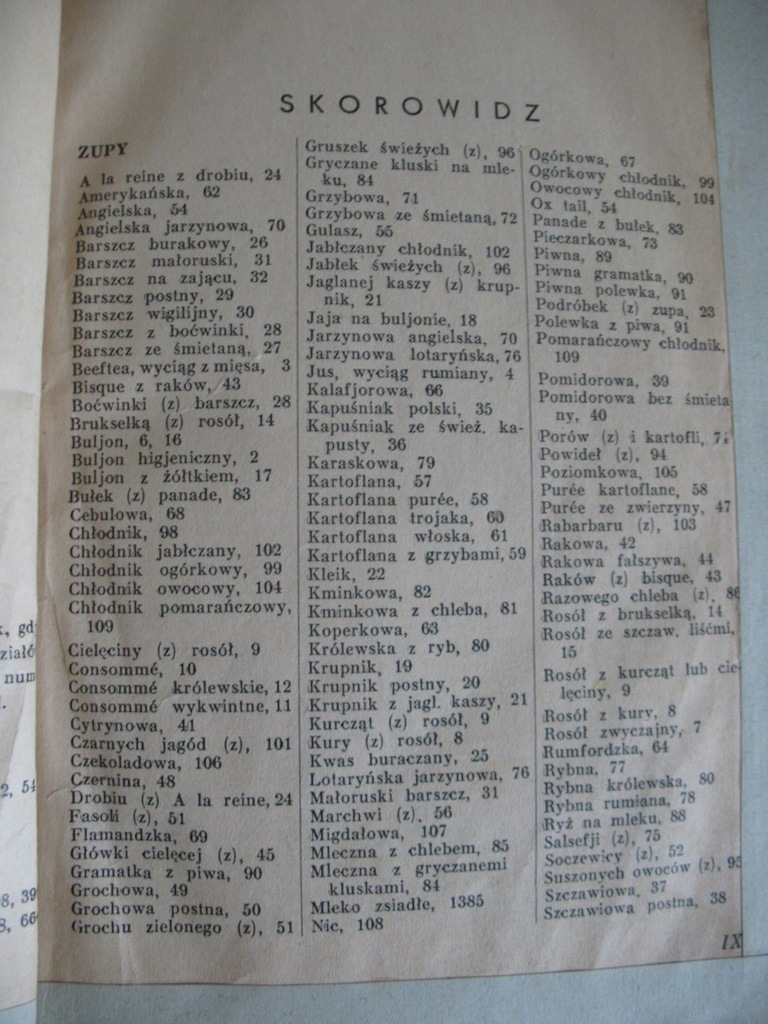 SKOROWIDZ
ZUPY
A la reine z drobiu, 24
Amerykańska, 62
Angielska, 54
Angielska jarzynowa, 70
Barszcz burakowy, 26
Barszcz małoruski, 31
Barszcz na zającu, 32
Barszcz postny, 29
Barszcz wigilijny, 30
Barszcz z boćwinki, 28
Barszcz ze śmietaną, 27
Beeftea, wyciąg z mięsa, 3
Bisque z raków, 43
Boćwinki (z) barszcz, 28
Brukselką (z) rosół, 14
Buljon, 6, 16
Buljon higjeniczny, 2
Buljon z żółtkiem, 17
Bułek (z) panade, 83
Cebulowa, 68
Chłodnik, 98
Chłodnik jabłczany, 102
Chłodnik ogórkowy, 99
Chłodnik owocowy, 104
Chłodnik pomarańczowy,
109
Cielęciny (z) rosół, 9
Consommé, 10
Consommé królewskie, 12
Consommé wykwintne, 11
Cytrynowa, 41
Czarnych jagód (z), 101
Czekoladowa, 106
Czernina, 48
Drobiu (z) A la reine, 24
Fasoli (z), 51
Flamandzka, 69
Główki cielęcej (z), 45
Gramatka z piwa, 90
Grochowa, 49
Grochowa postna, 50
Grochu zielonego (z), 51
Gruszek świeżych (z), 96
Gryczane kluski na mle-
ku, 84
Grzybowa, 71
Grzybowa ze śmietaną, 72
Gulasz, 55
Jabłczany chłodnik, 102
Jabłek świeżych (z), 96
Jaglanej kaszy (z) krup-
nik, 21
Jaja na buljonie, 18
Jarzynowa angielska, 70
Jarzynowa lotaryńska, 76
Jus, wyciąg rumiany, 4
Kalafjorowa, 66
Kapuśniak polski, 35
Kapuśniak ze śwież. ka-
pusty, 36
Karaskowa, 79
Kartoflana, 57
Kartoflana purée, 58
Kartoflana trojaka, 60
Kartoflana włoska, 61
Kartoflana z grzybami, 59
Kleik, 22
Kminkowa, 82
Kminkowa z chleba, 81
Koperkowa, 63
Królewska z ryb, 80
Krupnik, 19
Krupnik postny, 20
Krupnik z jagl. kaszy, 21
Kurcząt (z) rosół, 9
Kury (z) rosół, 8
Kwas buraczany, 25
Lotaryńska jarzynowa, 76
Małoruski barszcz, 31
Marchwi (z), 56
Migdałowa, 107
Mleczna z chlebem, 85
Mleczna z gryczanemi
kluskami, 84
Mleko zsiadłe, 1385
Nic, 108
Ogórkowa, 67
Ogórkowy chłodnik, 99
Owocowy chłodnik, 104
Ox tail, 54
Panade z bułek, 83
Pieczarkowa, 73
Piwna, 89
Piwna gramatka, 90
Piwna polewka, 91
Podróbek (z) zupa, 23
Polewka z piwa, 91
Pomarańczowy chłodnik,
109
Pomidorowa, 39
Pomidorowa bez śmieta
ny, 40
Porów (z) i kartofli,
Powideł (z), 94
Poziomkowa, 105
Purée kartoflane, 58
Purée ze zwierzyny, 47
Rabarbaru (z), 103
Rakowa, 42
Rakowa fałszywa, 44
Raków (z) bisque, 43
Razowego chleba (z), 86
Rosół z brukselką, 14
Rosół ze szczaw. liśćmi,
15
Rosół z kurcząt lub cie
lęciny, 9
Rosół z kury, 8
Rosół zwyczajny, 7
Rumfordzka, 64
Rybna, 77
Rybna królewska, 80
Rybna rumiana, 78
Ryż na mleku, 88
Salsefji (z), 75
Soczewicy (z), 52
Suszonych owoców (z), 95
Szczawiowa, 37
Szczawiowa postna, 38
IX